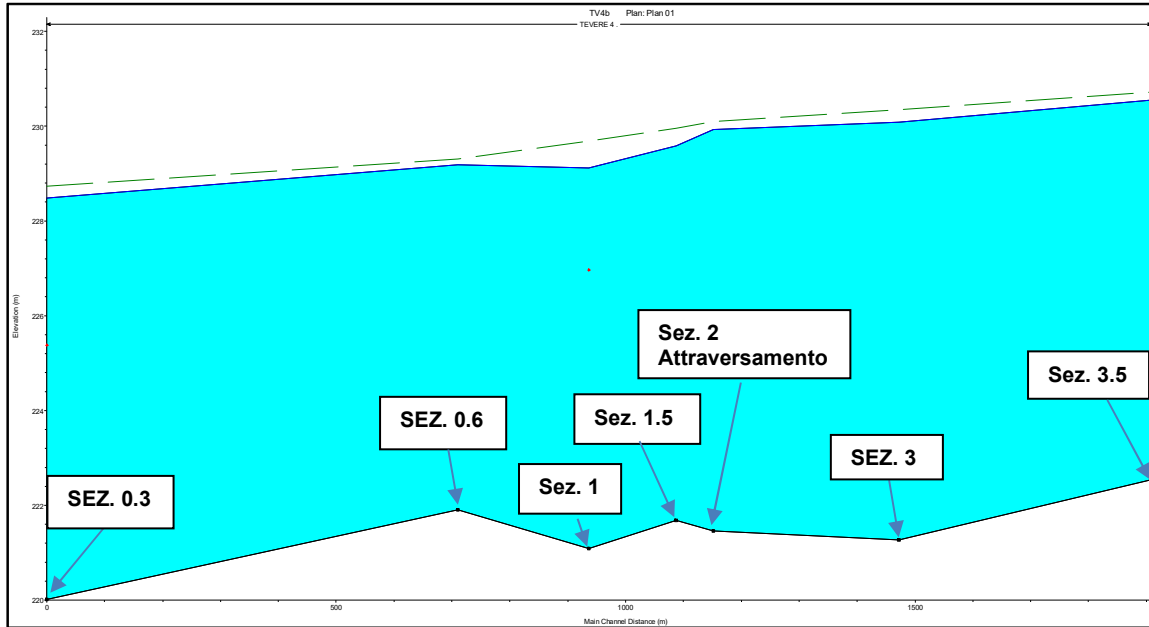 TV4b Plan: Plan 01
TEVERE 4 .
232
230
228
226
224
222
220
Elevation (m)
Sez. 2
Attraversamento
Sez. 3.5
SEZ. 0.6
Sez. 1.5
SEZ. 3
Sez. 1
SEZ. 0.3
0
500
1000
1500
Main Channel Distance (m)